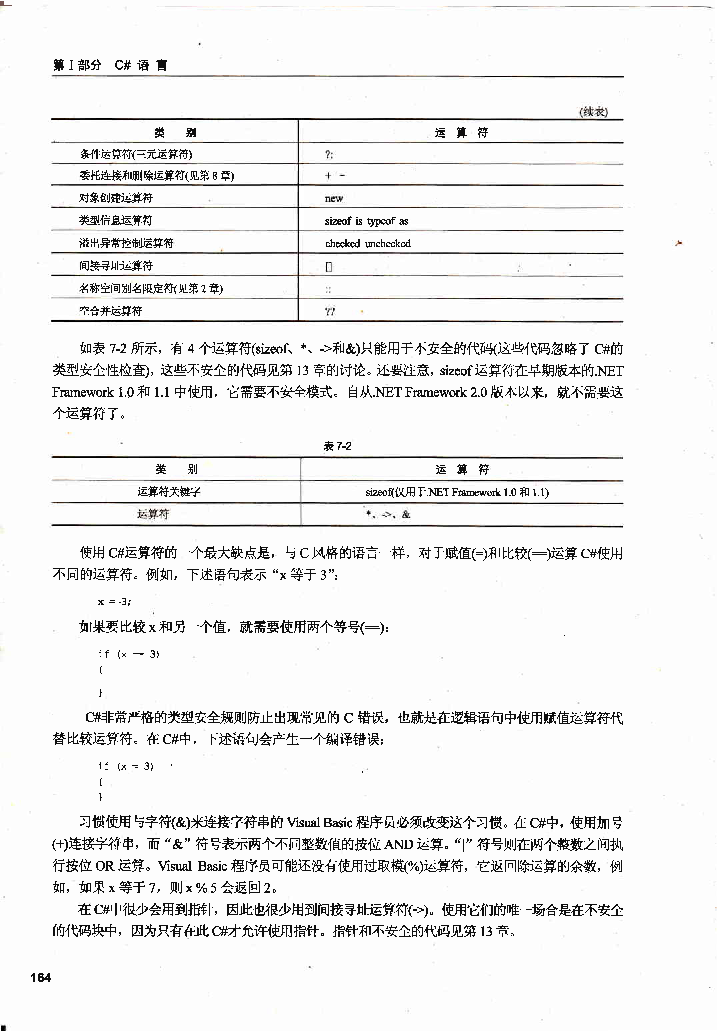 第 I 部分 C# 语 言
(续表)
类 别 运 算 符
条件运算符(三元运算符) ?:
委托连接和删除运算符(见第 8 章) + -
对象创建运算符 new
类型信息运算符 sizeof is typeof as
溢出异常控制运算符 checked unchecked
间接寻址运算符 []
名称空间别名限定符(见第 2 章) ::
空合并运算符 ??
如表 7-2 所示，有 4 个运算符(sizeof、*、->和&)只能用于不安全的代码(这些代码忽略了 C#的
类型安全性检查)，这些不安全的代码见第 13 章的讨论。还要注意，sizeof 运算符在早期版本的.NET
Framework 1.0 和 1.1 中使用，它需要不安全模式。自从.NET Framework 2.0 版本以来，就不需要这
个运算符了。
表 7-2
类 别 运 算 符
运算符关键字 sizeof(仅用于.NET Framework 1.0 和 1.1)
运算符 *、->、&
使用 C#运算符的一个最大缺点是，与 C 风格的语言一样，对于赋值(=)和比较(==)运算 C#使用
不同的运算符。例如，下述语句表示“x 等于 3”：
x = 3;
如果要比较 x 和另一个值，就需要使用两个等号(==)：
if (x == 3)
{
}
C#非常严格的类型安全规则防止出现常见的 C 错误，也就是在逻辑语句中使用赋值运算符代
替比较运算符。在 C#中，下述语句会产生一个编译错误：
if (x = 3)
{
}
习惯使用与字符(&)来连接字符串的 Visual Basic 程序员必须改变这个习惯。在 C#中，使用加号
(+)连接字符串，而“&”符号表示两个不同整数值的按位 AND 运算。“|”符号则在两个整数之间执
行按位 OR 运算。Visual Basic 程序员可能还没有使用过取模(%)运算符，它返回除运算的余数，例
如，如果 x 等于 7，则 x % 5 会返回 2。
在 C#中很少会用到指针，因此也很少用到间接寻址运算符(->)。使用它们的唯一场合是在不安全
的代码块中，因为只有在此 C#才允许使用指针。指针和不安全的代码见第 13 章。
164